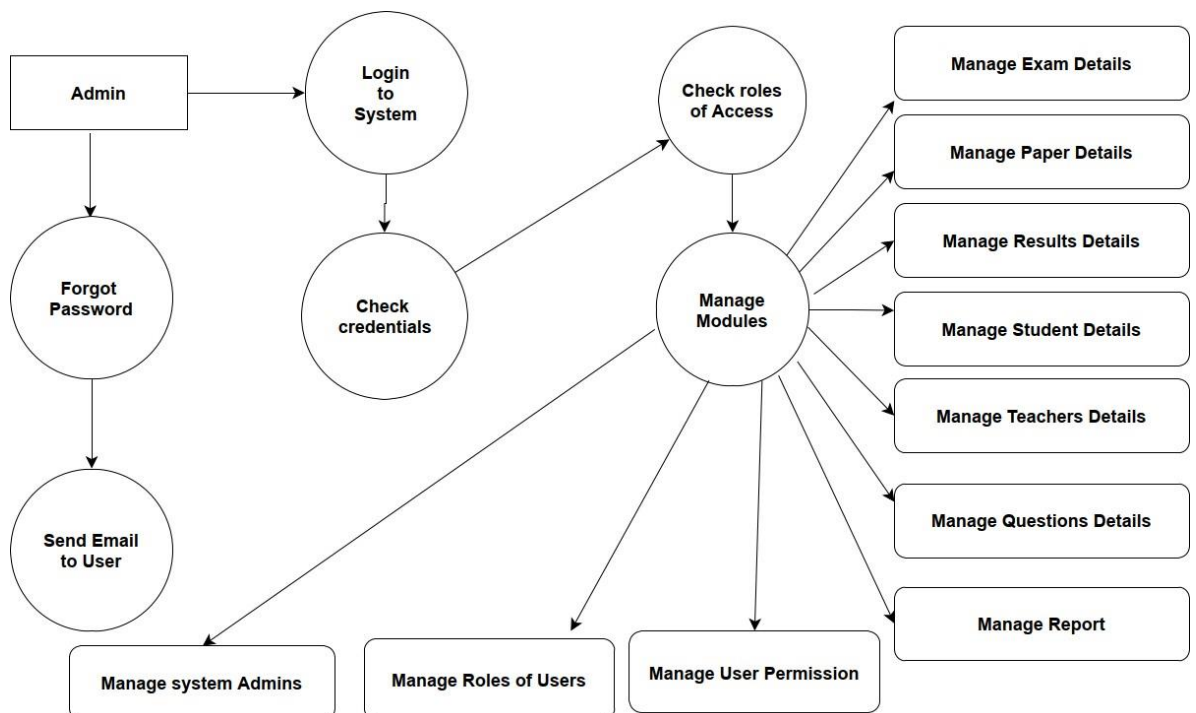 Admin
Login
to
System
Check roles
of Access
Manage Exam Details
Manage Paper Details
Manage Results Details
Forgot
Password
Check
credentials
Manage
Modules
Manage Student Details
Manage Teachers Details
Send Email
to User
Manage Questions Details
Manage Report
Manage system Admins
Manage Roles of Users
Manage User Permission